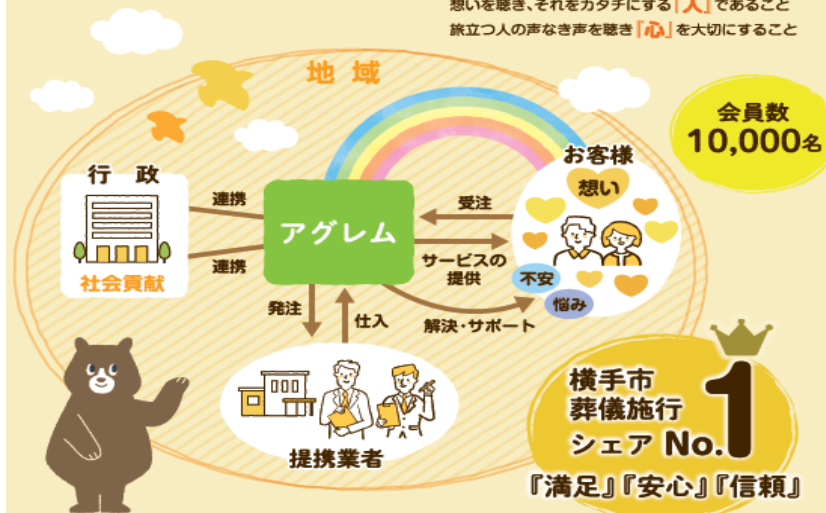 想いを聴き、それをカタチにする『人』であること
旅立つ人の声なき声を聴き『心』を大切にすること
地域
会員数
10,000名
行政
社会貢献
連携
連携
アグレム
受注
サービスの
提供
解決・サポート
お客様
想い
不安
悩み
発注
仕入
提携業者
横手市
葬儀施行
シェア No.1
『満足』『安心』『信頼』